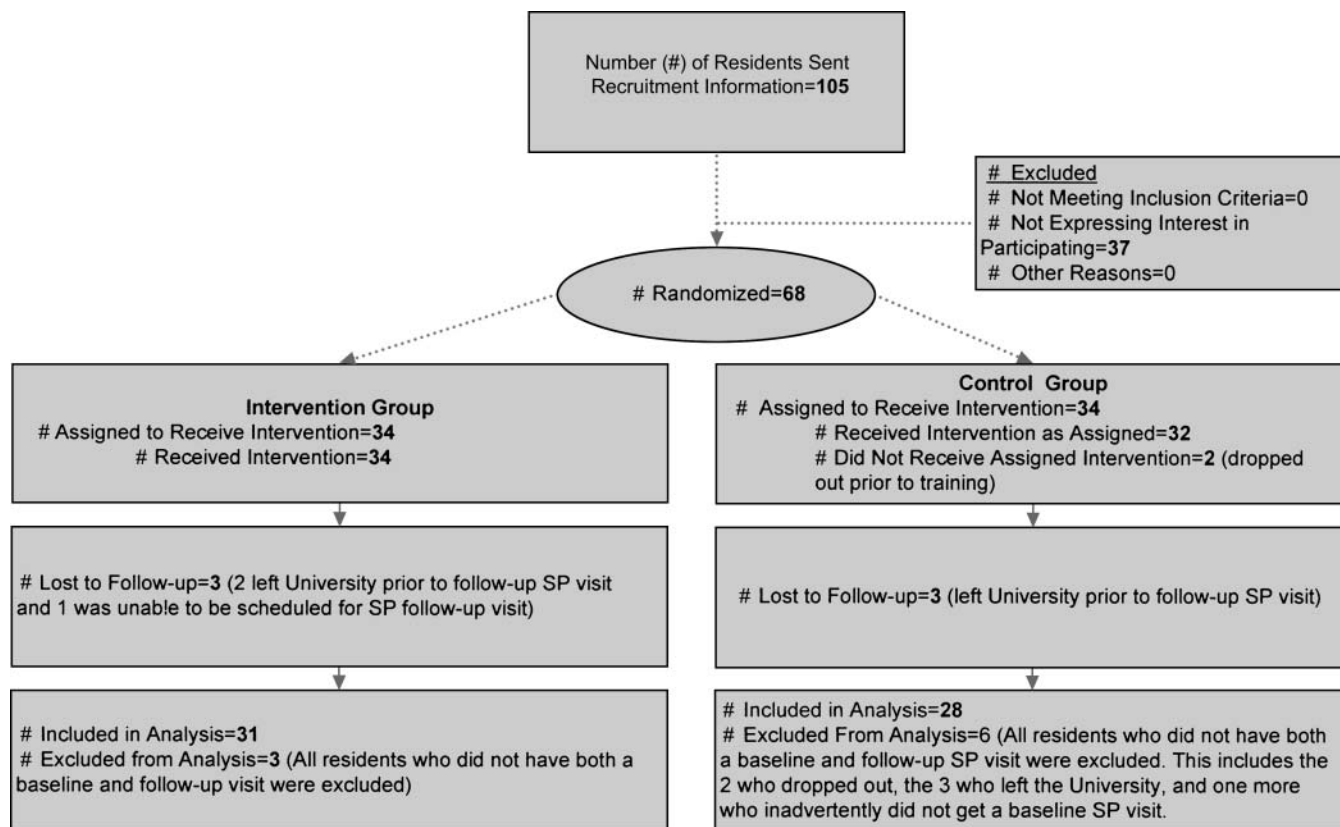 Number (#) of Residents Sent
Recruitment Information=105
# Excluded
# Not Meeting Inclusion Criteria=0
# Not Expressing Interest in
Participating=37
# Other Reasons=0
# Randomized=68
Intervention Group
# Assigned to Receive Intervention=34
# Received Intervention=34
Control Group
# Assigned to Receive Intervention=34
# Received Intervention as Assigned=32
# Did Not Receive Assigned Intervention=2 (dropped
out prior to training)
# Lost to Follow-up=3 (2 left University prior to follow-up SP visit
and 1 was unable to be scheduled for SP follow-up visit)
# Lost to Follow-up=3 (left University prior to follow-up SP visit)
# Included in Analysis=31
# Excluded from Analysis=3 (All residents who did not have both a
baseline and follow-up visit were excluded)
# Included in Analysis=28
# Excluded From Analysis=6 (All residents who did not have both
a baseline and follow-up SP visit were excluded. This includes the
2 who dropped out, the 3 who left the University, and one more
who inadvertently did not get a baseline SP visit.